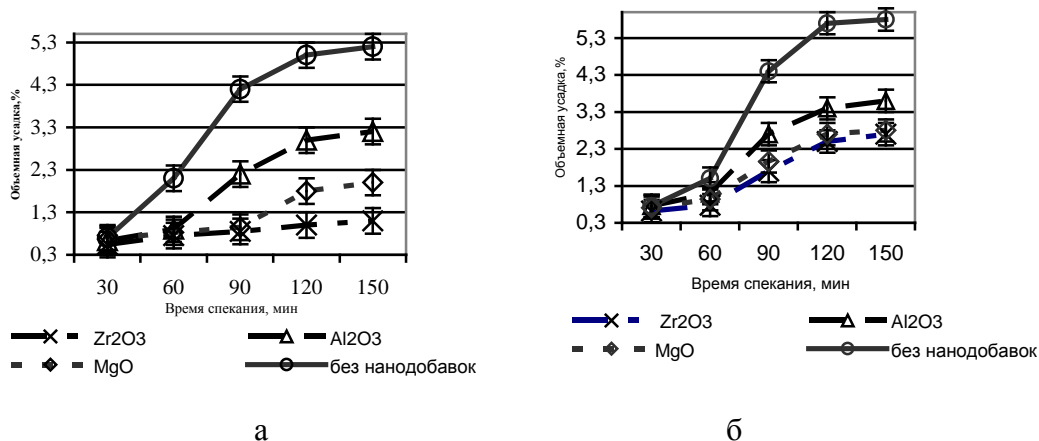 Объемная усадка,%
5,3
4,3
3,3
2,3
1,3
0,3
30 60 90 120 150
Время спекания, мин
Zr2O3 Al2O3
MgO без нанодобавок
а
Объемная усадка,%
5,3
4,3
3,3
2,3
1,3
0,3
30 60 90 120 150
Время спекания, мин
Zr2O3 Al2O3
MgO без нанодобавок
б